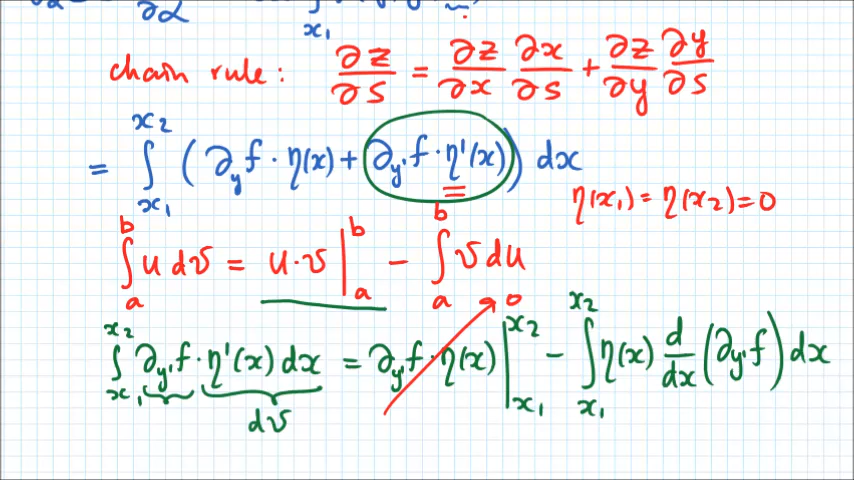 ∂α x₁
chain rule: ∂z/∂s = ∂z/∂x ∂x/∂s + ∂z/∂y ∂y/∂s
= ∫_{x₁}^{x₂} ( ∂_y f · η(x) + ∂_{y'} f · η'(x) ) dx
η(x₁) = η(x₂) = 0
∫_a^b u dv = u·v |_a^b − ∫_a^b v du
∫_{x₁}^{x₂} ∂_{y'} f · η'(x) dx = ∂_{y'} f · η(x) |_{x₁}^{x₂} − ∫_{x₁}^{x₂} η(x) d/dx (∂_{y'} f) dx
0
dv